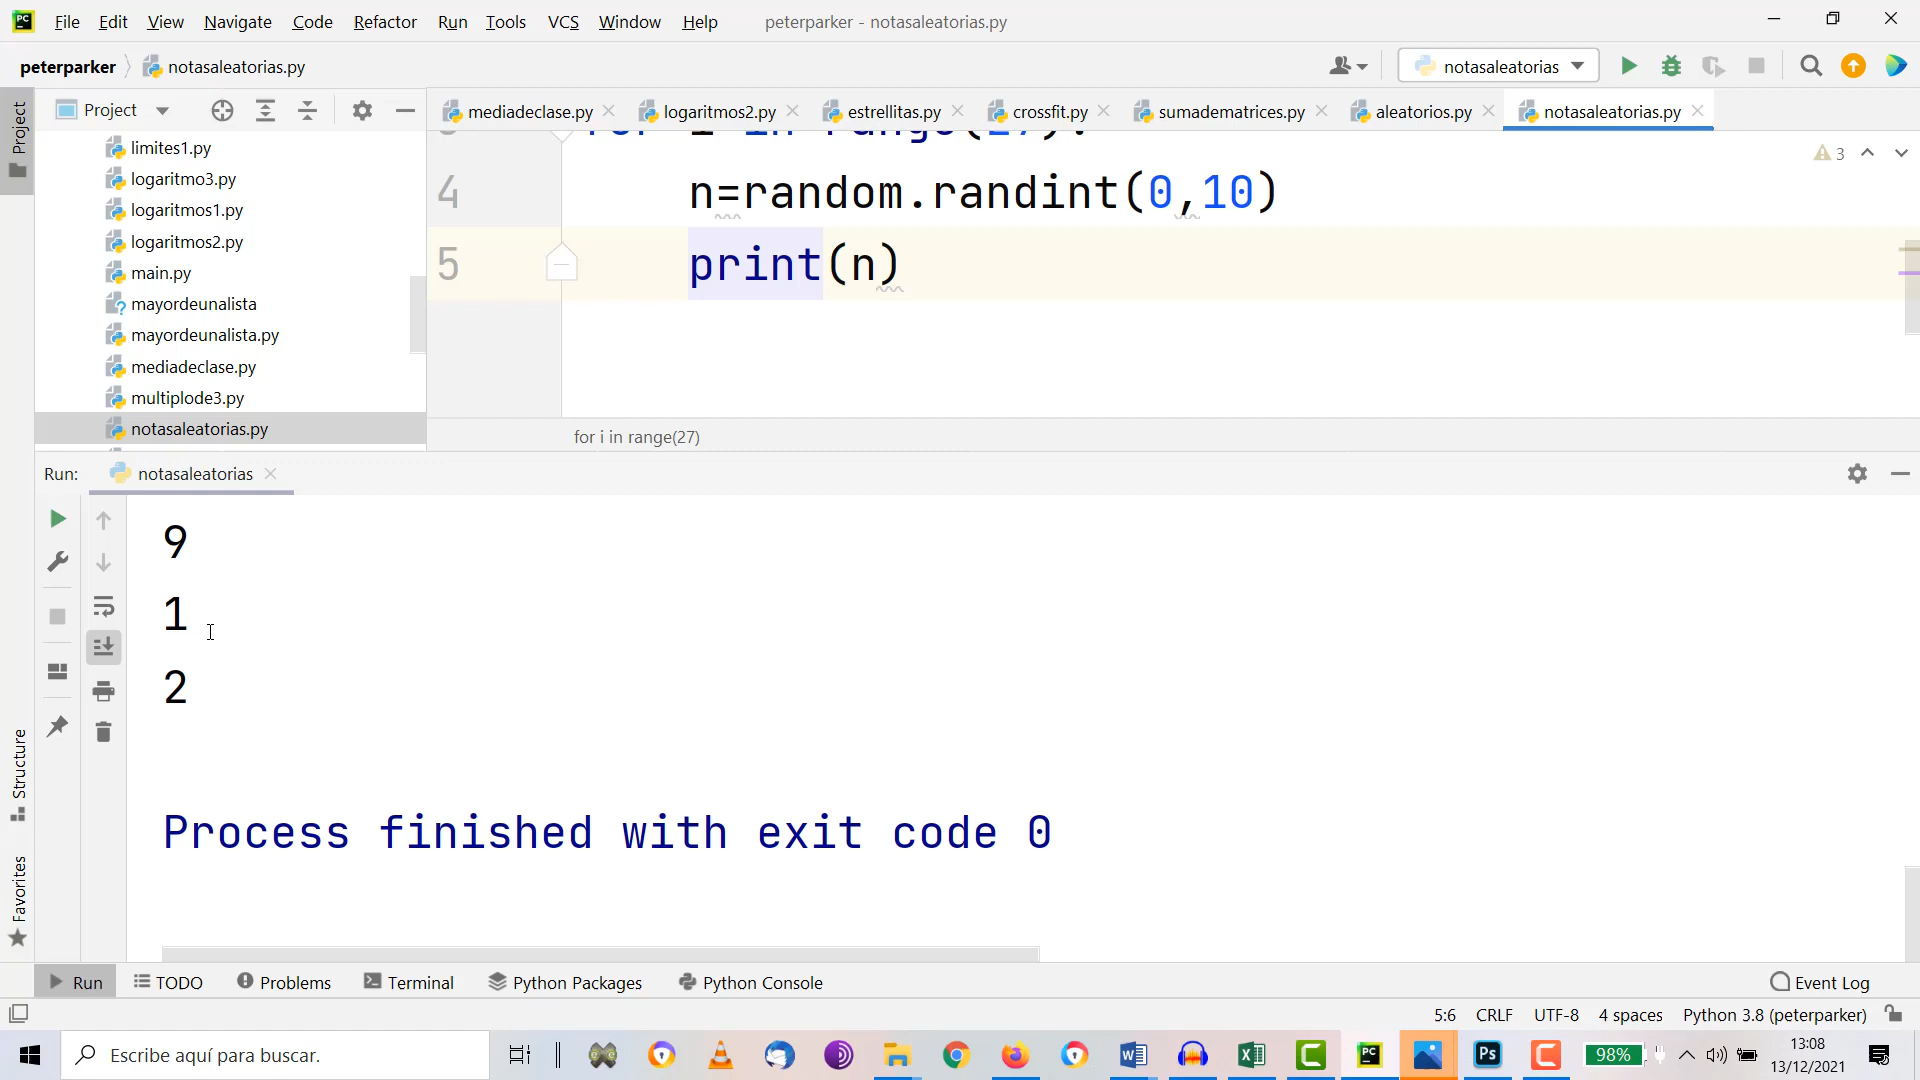 File Edit View Navigate Code Refactor Run Tools VCS Window Help peterparker - notasaleatorias.py
peterparker notasaleatorias.py notasaleatorias
Project mediadeclase.py logaritmos2.py estrellitas.py crossfit.py sumadematrices.py aleatorios.py notasaleatorias.py
Project
limites1.py
logaritmo3.py
logaritmos1.py
logaritmos2.py
main.py
mayordeunalista
mayordeunalista.py
mediadeclase.py
multiplode3.py
notasaleatorias.py
for i in range(27):
4 n=random.randint(0,10)
5 print(n)
3
for i in range(27)
Run: notasaleatorias
9
1
2
Process finished with exit code 0
Structure
Favorites
Run TODO Problems Terminal Python Packages Python Console Event Log
5:6 CRLF UTF-8 4 spaces Python 3.8 (peterparker)
Escribe aquí para buscar.
98%
13:08
13/12/2021